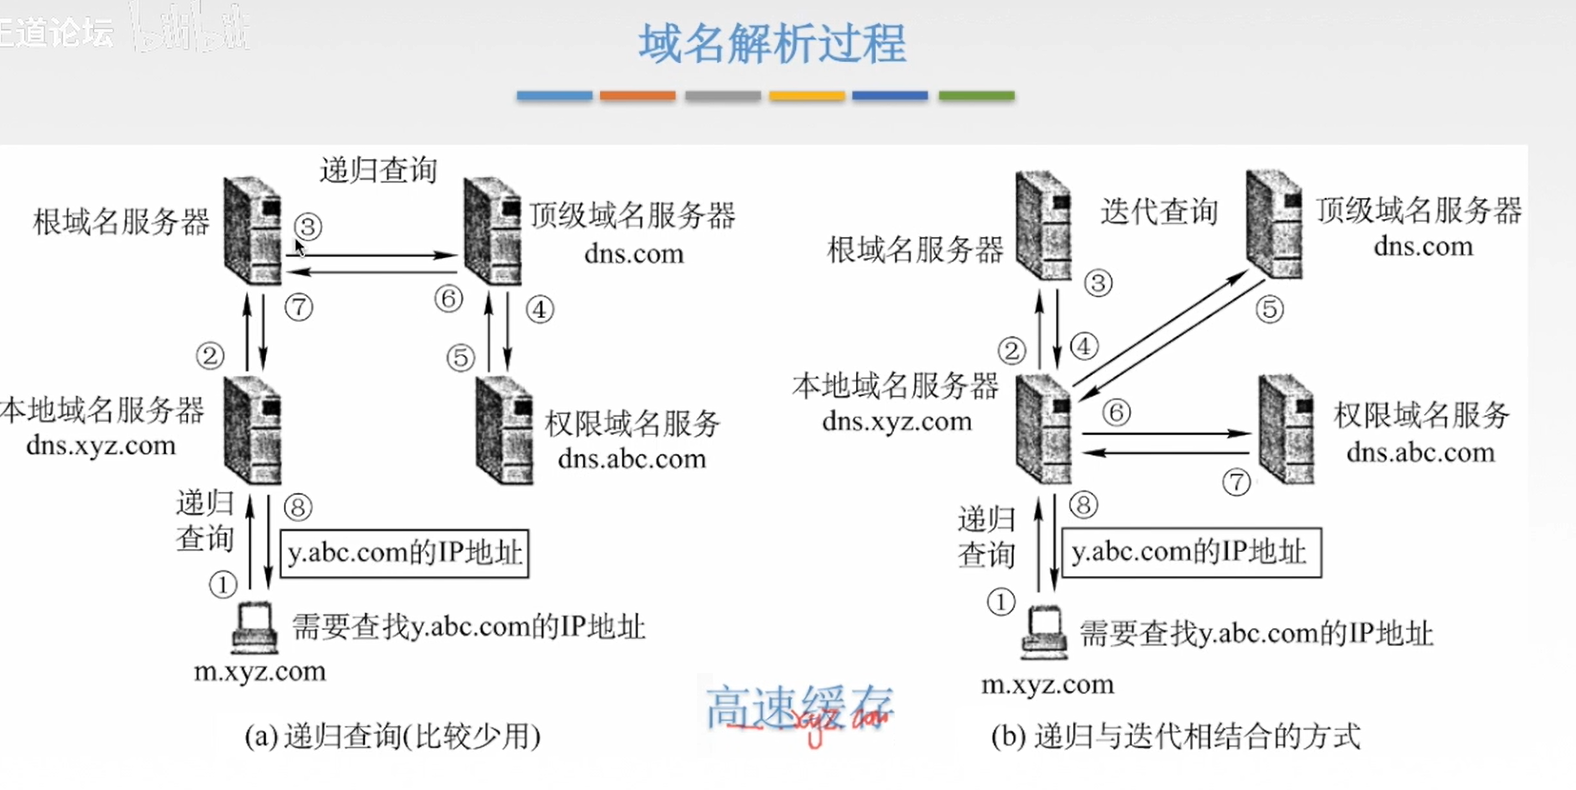 王道论坛 bilibili
域名解析过程
递归查询
根域名服务器
③
顶级域名服务器
dns.com
⑦
⑥
④
②
⑤
本地域名服务器
dns.xyz.com
权限域名服务
dns.abc.com
递归
查询
⑧
y.abc.com的IP地址
①
需要查找y.abc.com的IP地址
m.xyz.com
(a) 递归查询(比较少用)
迭代查询
根域名服务器
顶级域名服务器
dns.com
③
⑤
②
④
本地域名服务器
dns.xyz.com
⑥
权限域名服务
dns.abc.com
⑦
递归
查询
⑧
y.abc.com的IP地址
①
需要查找y.abc.com的IP地址
m.xyz.com
(b) 递归与迭代相结合的方式
高速缓存
xyz com